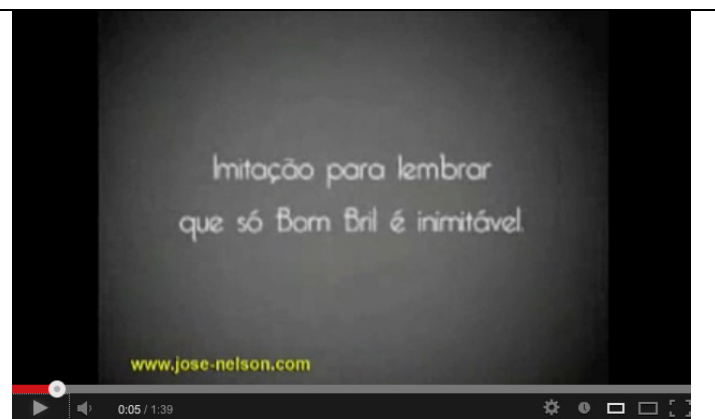 Imitação para lembrar
que só Bom Bril é inimitável.
www.jose-nelson.com
0:05 / 1:39